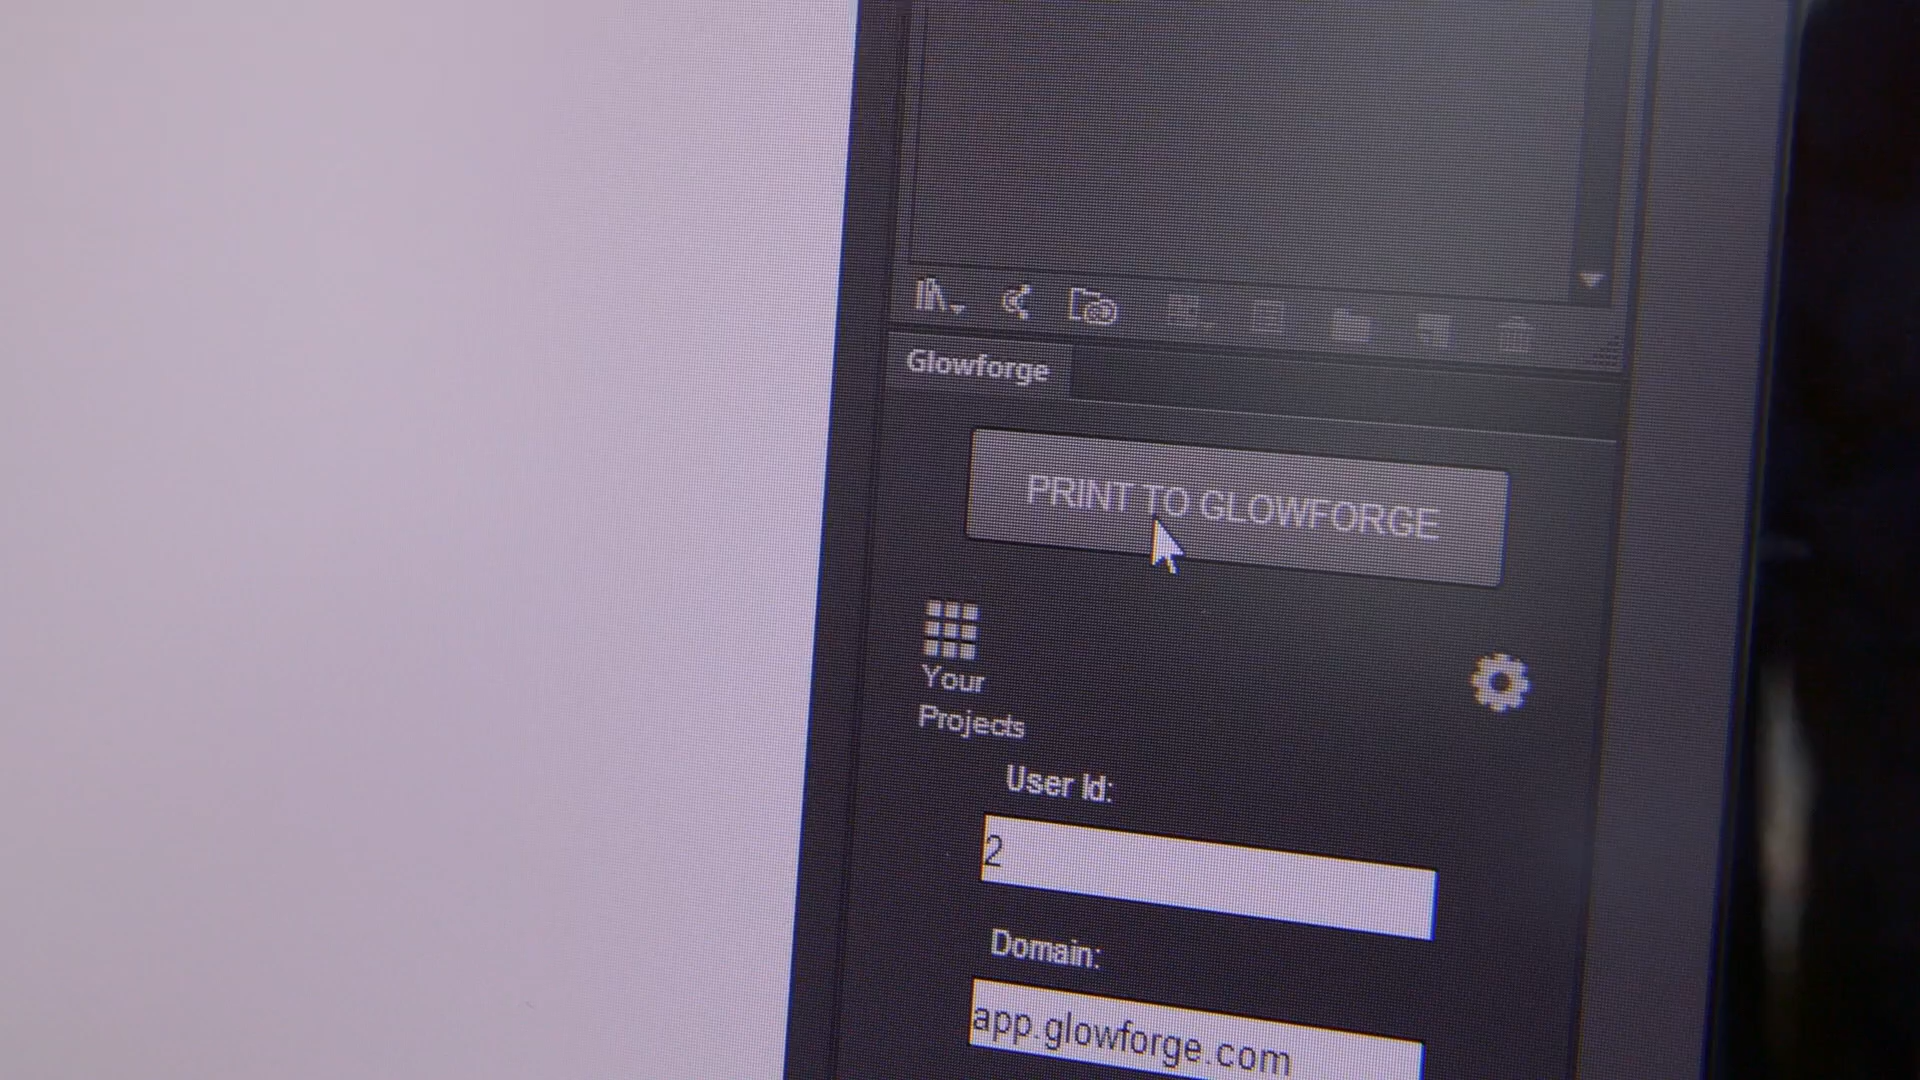 Glowforge
PRINT TO GLOWFORGE
Your
Projects
User Id:
2
Domain:
app.glowforge.com